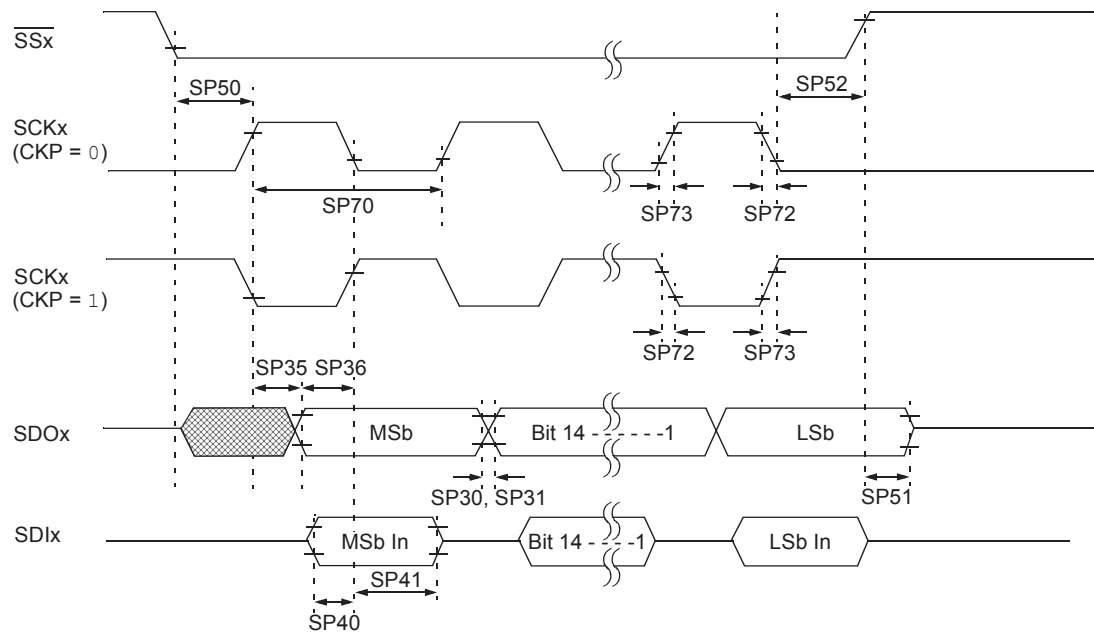 SSx
SP50
SP52
SCKx
(CKP = 0)
SP70
SP73
SP72
SCKx
(CKP = 1)
SP72
SP73
SP35
SP36
SDOx
MSb
Bit 14 - - - - - -1
LSb
SP30, SP31
SP51
SDIx
MSb In
Bit 14 - - - -1
LSb In
SP41
SP40